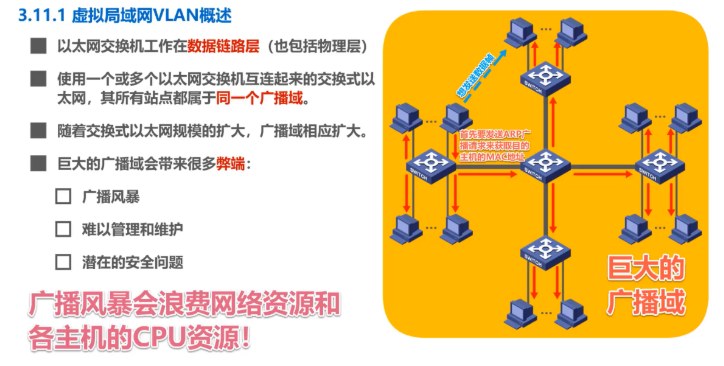 3.11.1 虚拟局域网VLAN概述
以太网交换机工作在数据链路层（也包括物理层）
使用一个或多个以太网交换机互连起来的交换式以
太网，其所有站点都属于同一个广播域。
随着交换式以太网规模的扩大，广播域相应扩大。
巨大的广播域会带来很多弊端：
广播风暴
难以管理和维护
潜在的安全问题
广播风暴会浪费网络资源和
各主机的CPU资源！
想发送数据帧
首先要发送ARP广
播请求来获取目的
主机的MAC地址
SWITCH
SWITCH
SWITCH
SWITCH
SWITCH
巨大的
广播域